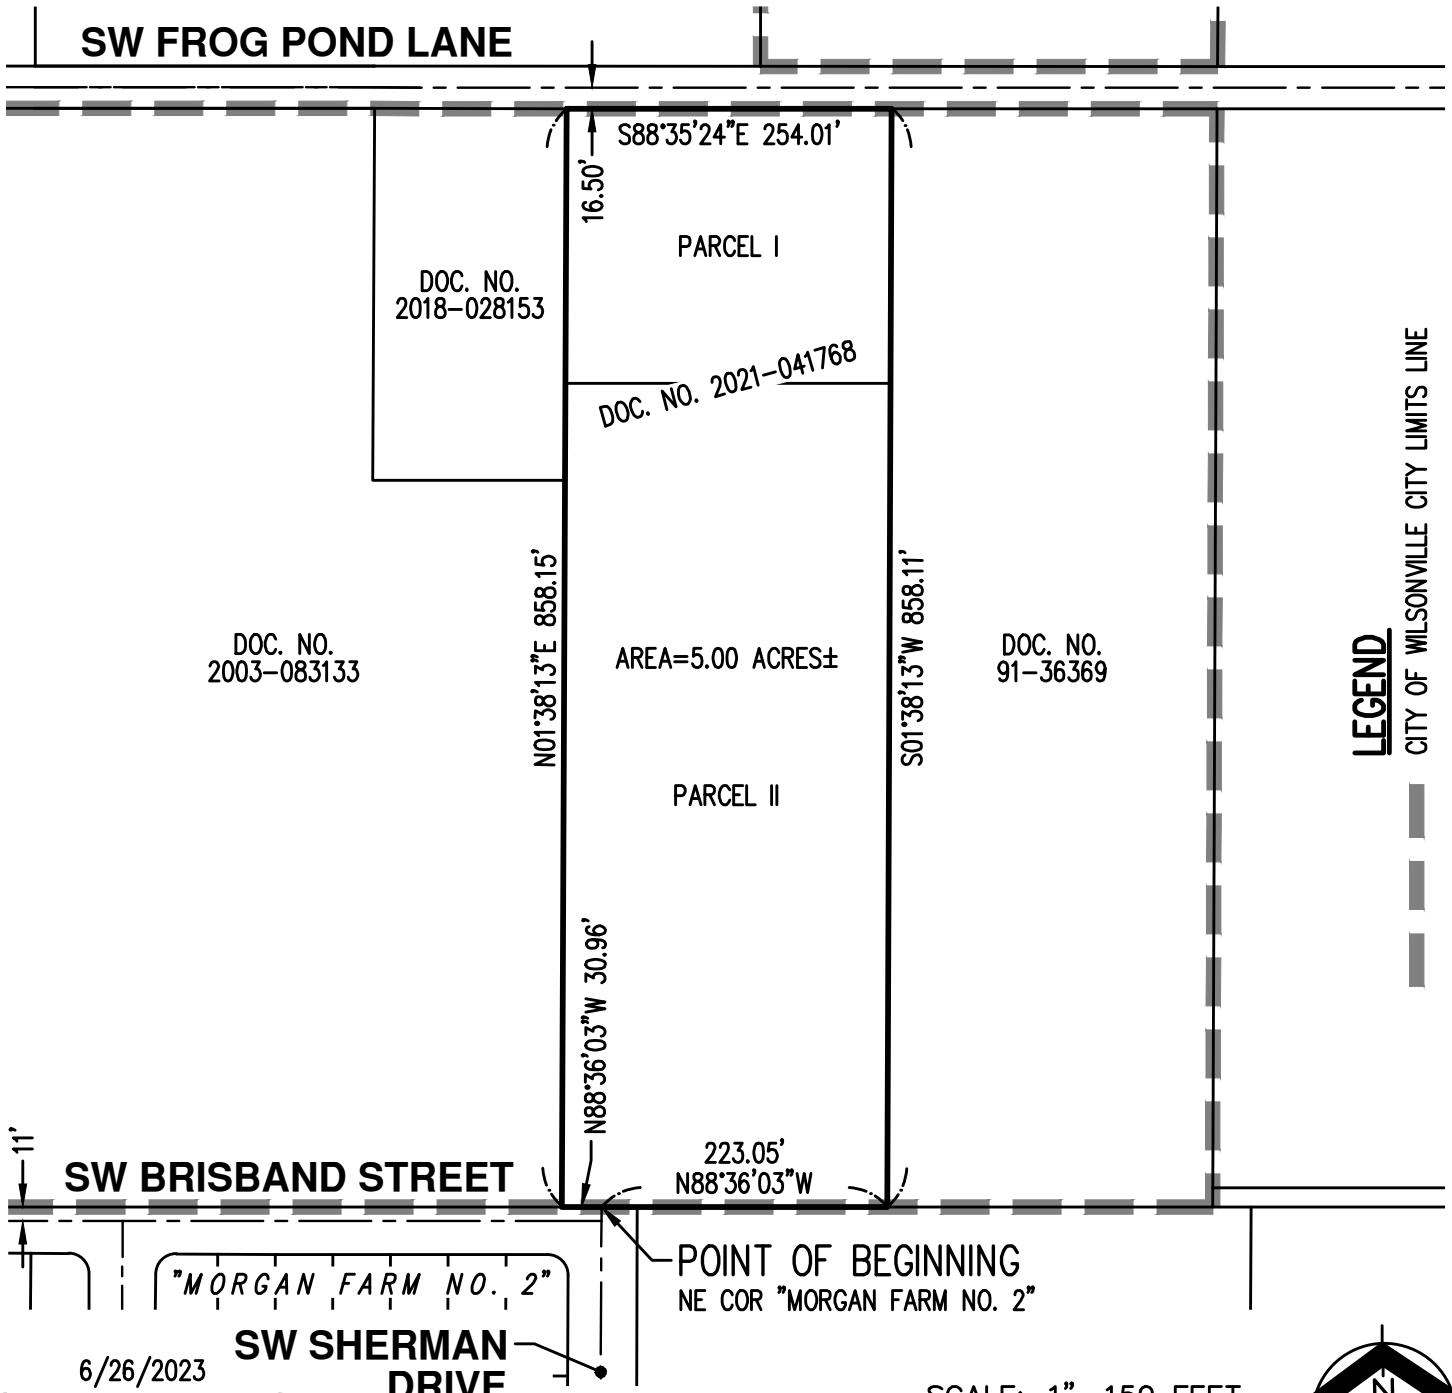 SW FROG POND LANE
S88°35'24"E 254.01'
16.50'
PARCEL I
DOC. NO.
2018-028153
DOC. NO. 2021-041768
N01°38'13"E 858.15'
S01°38'13"W 858.11'
DOC. NO.
2003-083133
AREA=5.00 ACRES±
DOC. NO.
91-36369
LEGEND
CITY OF WILSONVILLE CITY LIMITS LINE
PARCEL II
N88°36'03"W 30.96'
11'
SW BRISBAND STREET
223.05'
N88°36'03"W
POINT OF BEGINNING
NE COR "MORGAN FARM NO. 2"
"MORGAN FARM NO. 2"
SW SHERMAN
DRIVE
6/26/2023
SCALE: 1" 150 FEET
N